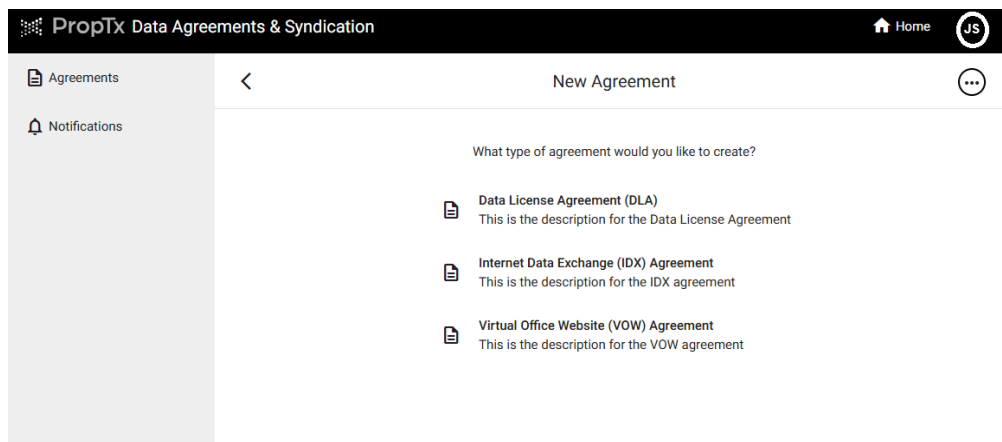 PropTx Data Agreements & Syndication
Home
JS
Agreements
New Agreement
Notifications
What type of agreement would you like to create?
Data License Agreement (DLA)
This is the description for the Data License Agreement
Internet Data Exchange (IDX) Agreement
This is the description for the IDX agreement
Virtual Office Website (VOW) Agreement
This is the description for the VOW agreement